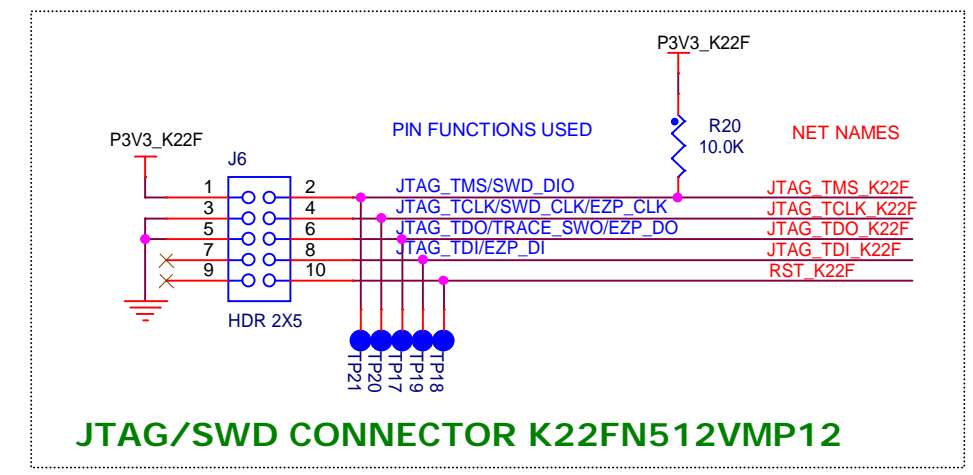 P3V3_K22F
P3V3_K22F
PIN FUNCTIONS USED
R20
10.0K
NET NAMES
J6
1
2
JTAG_TMS/SWD_DIO
JTAG_TMS_K22F
3
4
JTAG_TCLK/SWD_CLK/EZP_CLK
JTAG_TCLK_K22F
5
6
JTAG_TDO/TRACE_SWO/EZP_DO
JTAG_TDO_K22F
7
8
JTAG_TDI/EZP_DI
JTAG_TDI_K22F
9
10
RST_K22F
HDR 2X5
TP21
TP20
TP17
TP19
TP18
JTAG/SWD CONNECTOR K22FN512VMP12